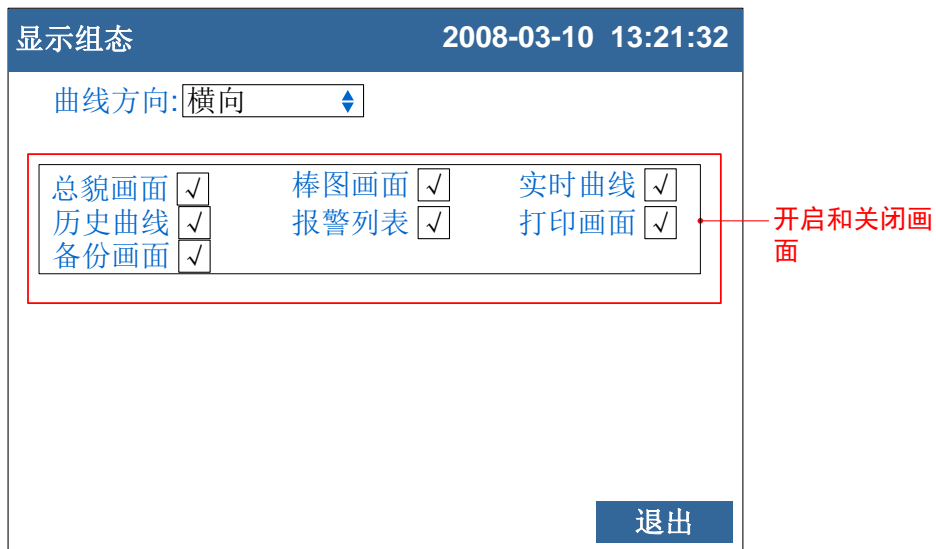 显示组态 2008-03-10 13:21:32
曲线方向: 横向
总貌画面 √ 棒图画面 √ 实时曲线 √
历史曲线 √ 报警列表 √ 打印画面 √
备份画面 √
开启和关闭画
面
退出